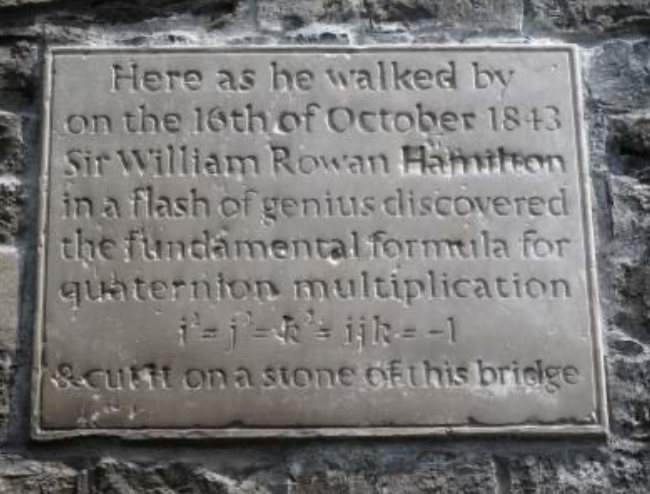 Here as he walked by
on the 16th of October 1843
Sir William Rowan Hamilton
in a flash of genius discovered
the fundamental formula for
quaternion multiplication
i² = j² = k² = ijk = -1
& cut it on a stone of this bridge